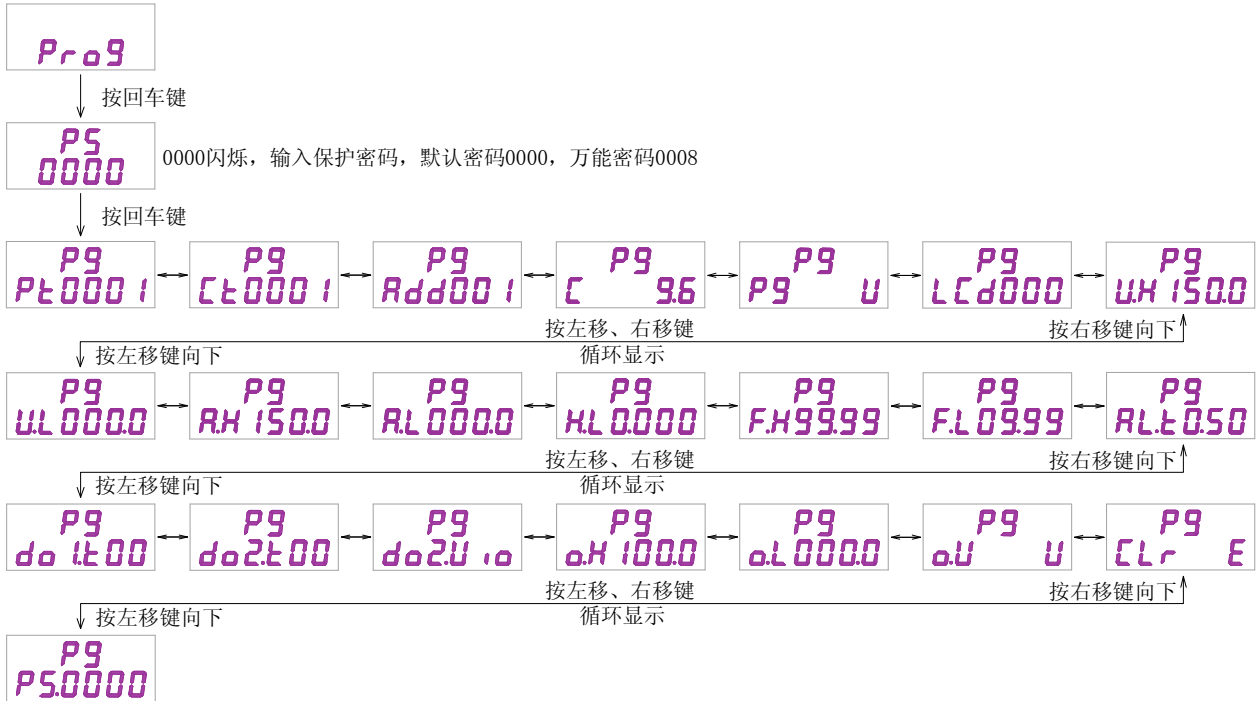 Prog
按回车键
PS
0000
0000闪烁，输入保护密码，默认密码0000，万能密码0008
按回车键
Pg Pg Pg Pg Pg Pg Pg
Pt0001 Ct0001 Add001 C 9.6 Pg U LCd000 U.H150.0
按左移、右移键 按右移键向下
按左移键向下 循环显示
Pg Pg Pg Pg Pg Pg Pg
U.L000.0 A.H150.0 A.L000.0 H.L0.000 F.H99.99 F.L09.99 AL.t0.50
按左移、右移键 按右移键向下
按左移键向下 循环显示
Pg Pg Pg Pg Pg Pg Pg
do1.t00 do2.t00 do2.Uio o.H100.0 o.L000.0 o.U U CLr E
按左移、右移键 按右移键向下
按左移键向下 循环显示
Pg
PS.0000